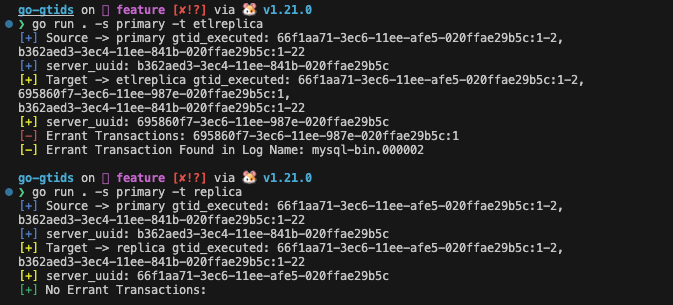 go-gtids on feature [✘!?] via 🐹 v1.21.0
❯ go run . -s primary -t etlreplica
[+] Source -> primary gtid_executed: 66f1aa71-3ec6-11ee-afe5-020ffae29b5c:1-2,
b362aed3-3ec4-11ee-841b-020ffae29b5c:1-22
[+] server_uuid: b362aed3-3ec4-11ee-841b-020ffae29b5c
[+] Target -> etlreplica gtid_executed: 66f1aa71-3ec6-11ee-afe5-020ffae29b5c:1-2,
695860f7-3ec6-11ee-987e-020ffae29b5c:1,
b362aed3-3ec4-11ee-841b-020ffae29b5c:1-22
[+] server_uuid: 695860f7-3ec6-11ee-987e-020ffae29b5c
[-] Errant Transactions: 695860f7-3ec6-11ee-987e-020ffae29b5c:1
[-] Errant Transaction Found in Log Name: mysql-bin.000002
go-gtids on feature [✘!?] via 🐹 v1.21.0
❯ go run . -s primary -t replica
[+] Source -> primary gtid_executed: 66f1aa71-3ec6-11ee-afe5-020ffae29b5c:1-2,
b362aed3-3ec4-11ee-841b-020ffae29b5c:1-22
[+] server_uuid: b362aed3-3ec4-11ee-841b-020ffae29b5c
[+] Target -> replica gtid_executed: 66f1aa71-3ec6-11ee-afe5-020ffae29b5c:1-2,
b362aed3-3ec4-11ee-841b-020ffae29b5c:1-22
[+] server_uuid: 66f1aa71-3ec6-11ee-afe5-020ffae29b5c
[+] No Errant Transactions: